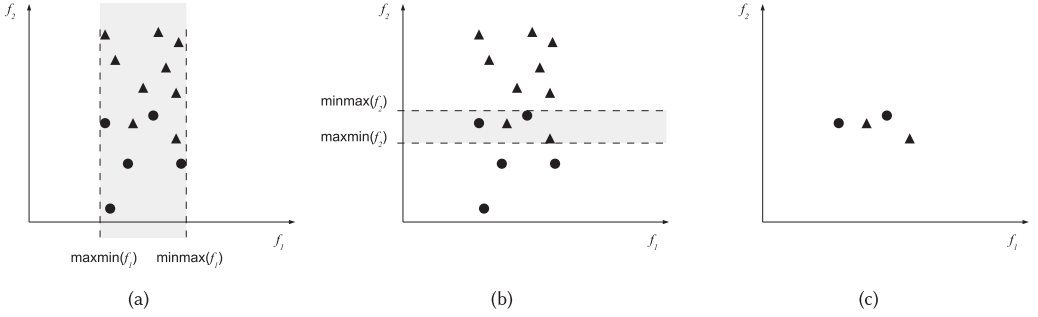 f2
f1
maxmin(f1) minmax(f1)
(a)
f2
minmax(f2)
maxmin(f2)
f1
(b)
f2
f1
(c)